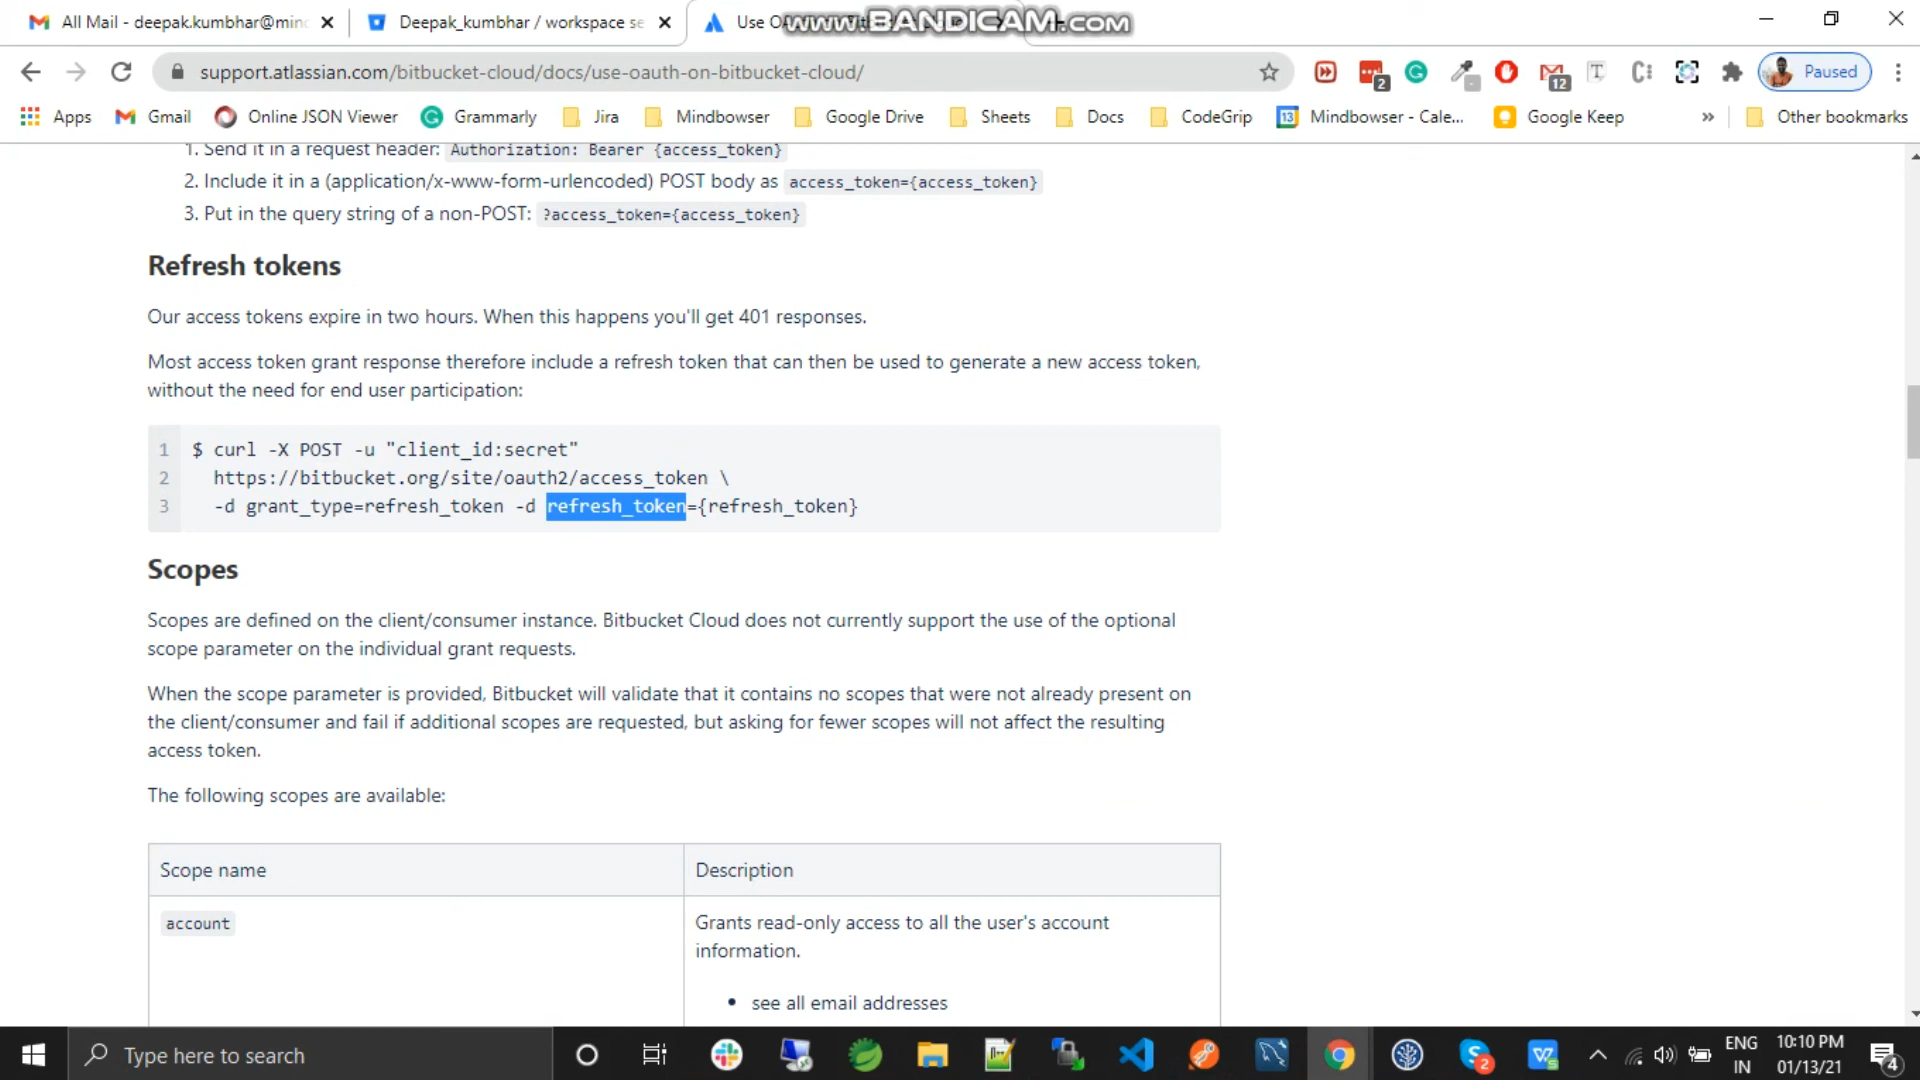 All Mail - deepak.kumbhar@min
Deepak_kumbhar / workspace se
Use O
www.BANDICAM.com
support.atlassian.com/bitbucket-cloud/docs/use-oauth-on-bitbucket-cloud/
2
12
Paused
Apps
Gmail
Online JSON Viewer
Grammarly
Jira
Mindbowser
Google Drive
Sheets
Docs
CodeGrip
13
Mindbowser - Cale...
Google Keep
»
Other bookmarks
1. Send it in a request header: Authorization: Bearer {access_token}
2. Include it in a (application/x-www-form-urlencoded) POST body as access_token={access_token}
3. Put in the query string of a non-POST: ?access_token={access_token}
Refresh tokens
Our access tokens expire in two hours. When this happens you'll get 401 responses.
Most access token grant response therefore include a refresh token that can then be used to generate a new access token,
without the need for end user participation:
1 $ curl -X POST -u "client_id:secret"
2 https://bitbucket.org/site/oauth2/access_token \
3 -d grant_type=refresh_token -d refresh_token={refresh_token}
Scopes
Scopes are defined on the client/consumer instance. Bitbucket Cloud does not currently support the use of the optional
scope parameter on the individual grant requests.
When the scope parameter is provided, Bitbucket will validate that it contains no scopes that were not already present on
the client/consumer and fail if additional scopes are requested, but asking for fewer scopes will not affect the resulting
access token.
The following scopes are available:
Scope name
Description
account
Grants read-only access to all the user's account
information.
• see all email addresses
Type here to search
2
ENG
IN
10:10 PM
01/13/21
4